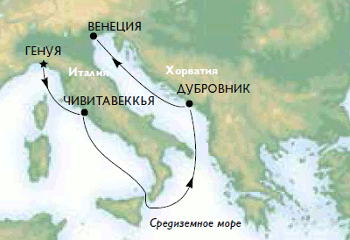 ВЕНЕЦИЯ
ГЕНУЯ
Италия
Хорватия
ДУБРОВНИК
ЧИВИТАВЕККЬЯ
Средиземное море